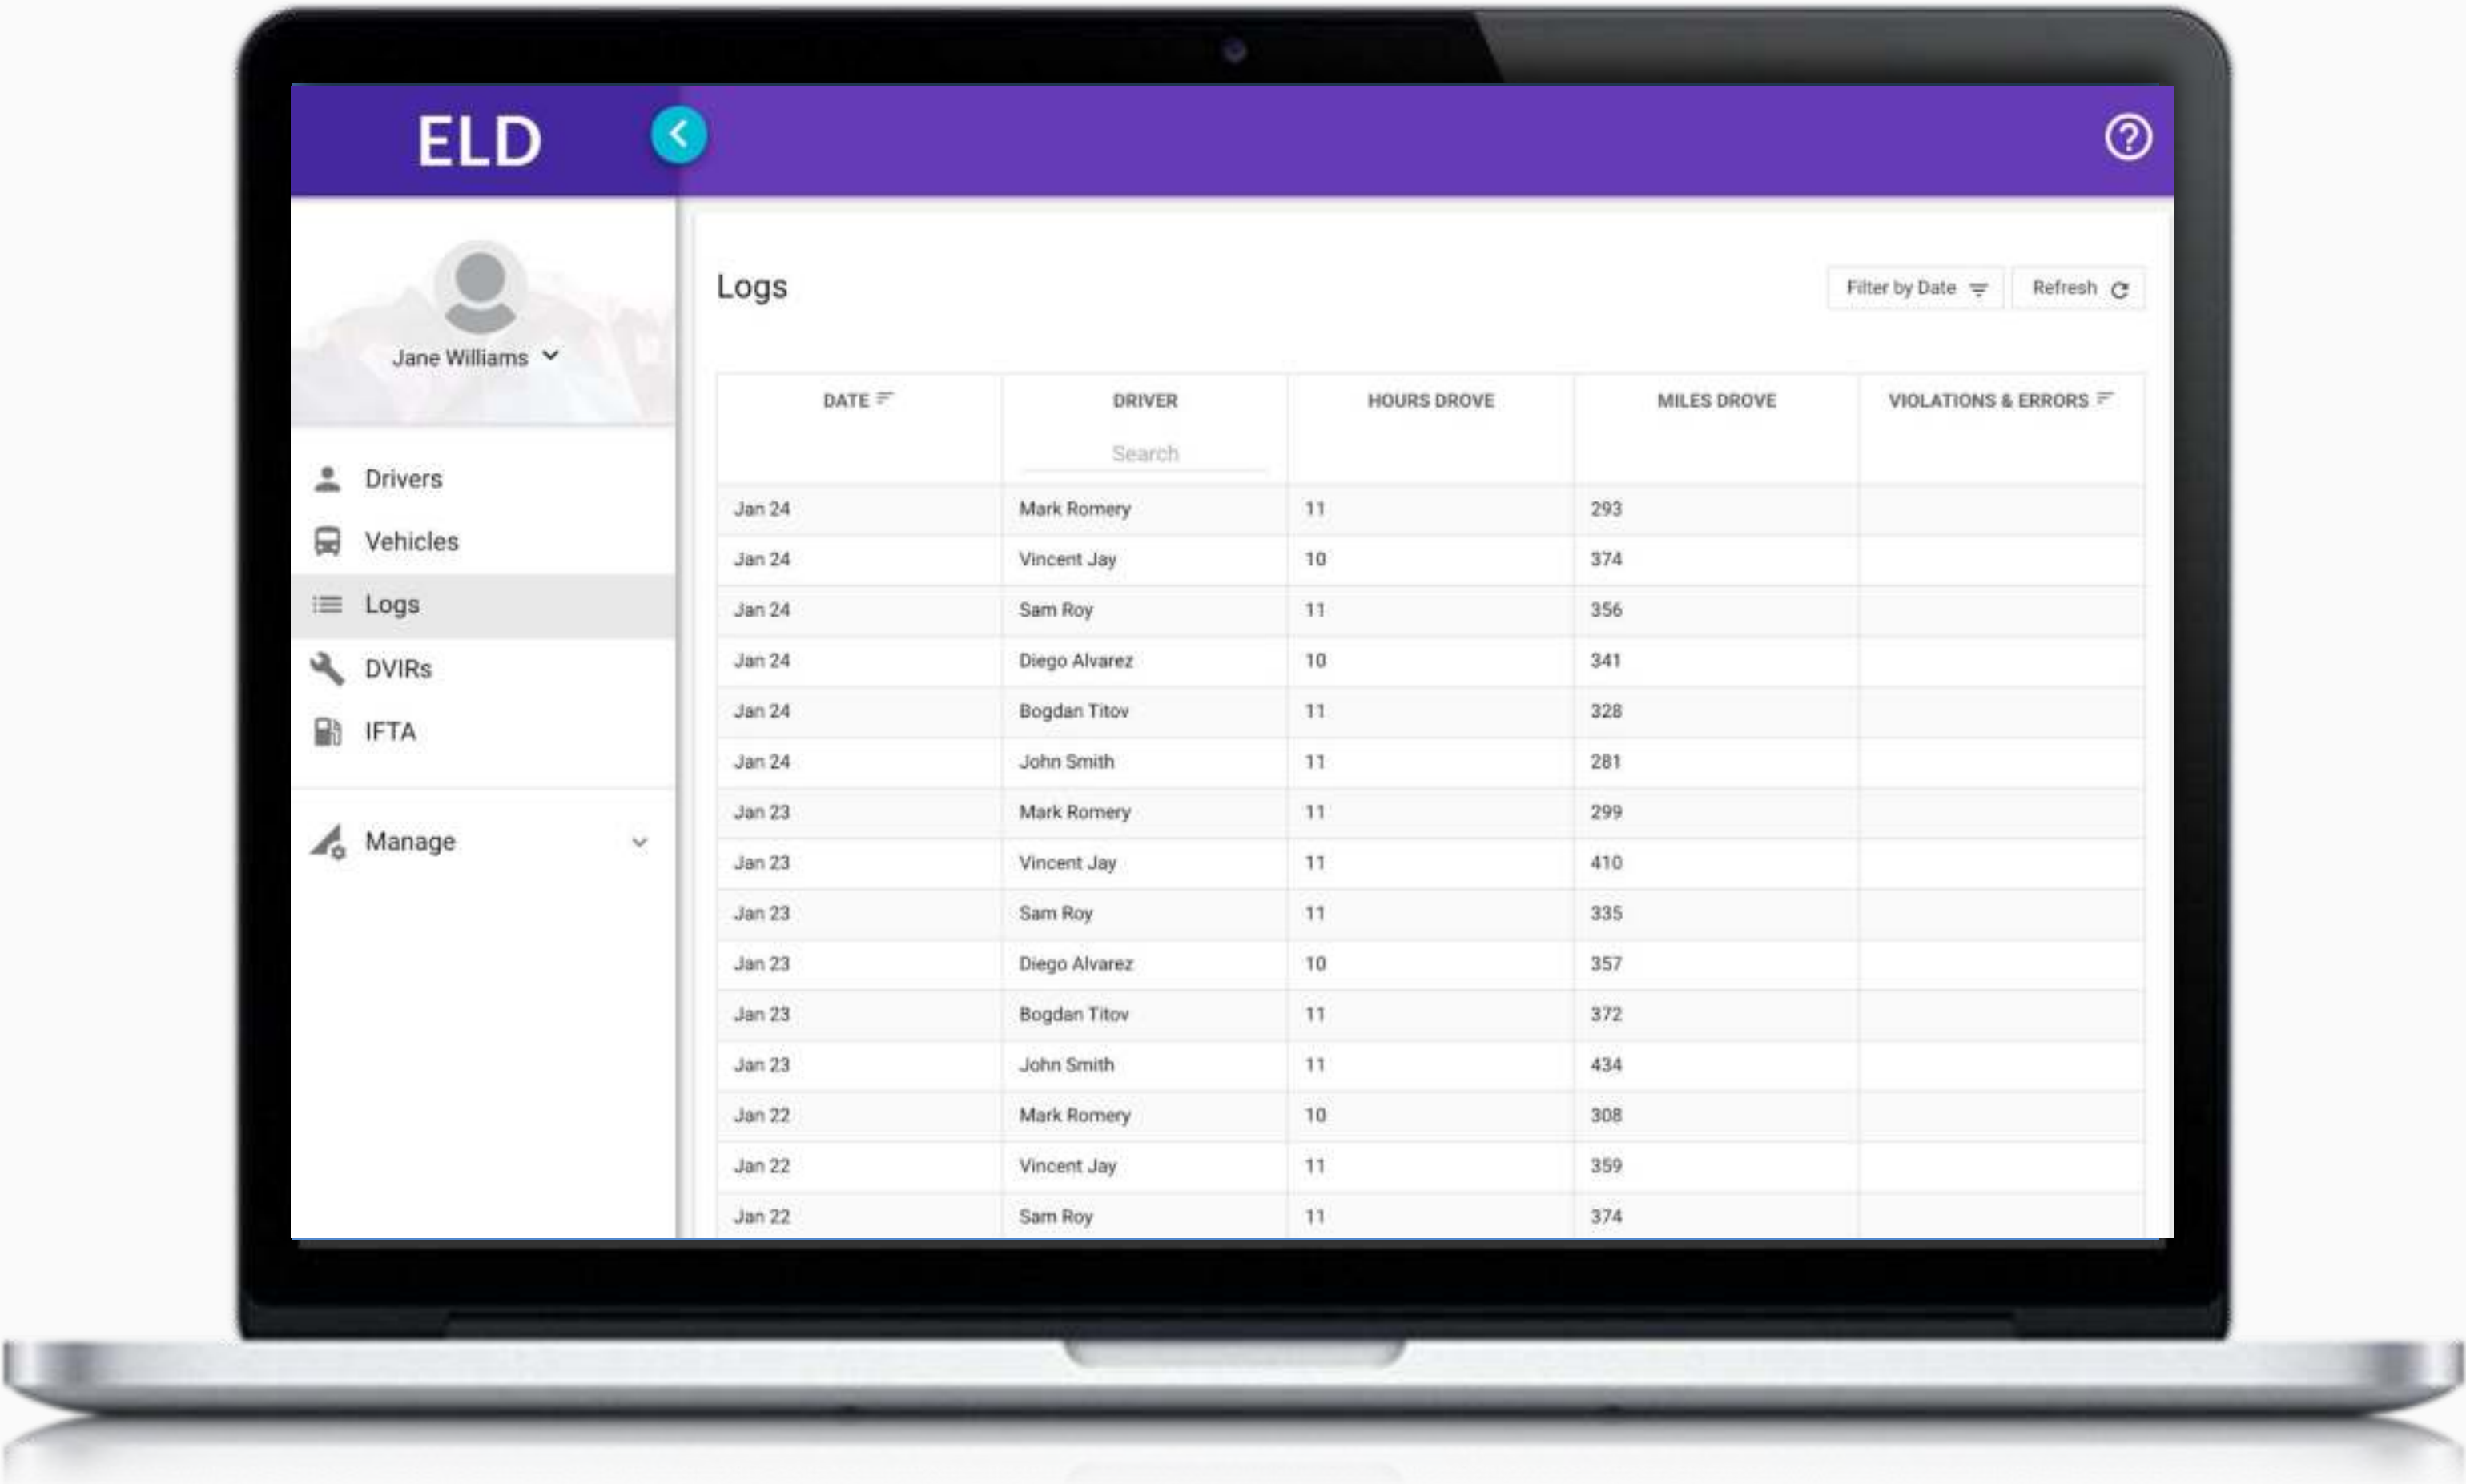 ELD
Jane Williams
Drivers
Vehicles
Logs
DVIRs
IFTA
Manage
Logs
Filter by Date Refresh
DATE DRIVER HOURS DROVE MILES DROVE VIOLATIONS & ERRORS
Search
Jan 24 Mark Romery 11 293
Jan 24 Vincent Jay 10 374
Jan 24 Sam Roy 11 356
Jan 24 Diego Alvarez 10 341
Jan 24 Bogdan Titov 11 328
Jan 24 John Smith 11 281
Jan 23 Mark Romery 11 299
Jan 23 Vincent Jay 11 410
Jan 23 Sam Roy 11 335
Jan 23 Diego Alvarez 10 357
Jan 23 Bogdan Titov 11 372
Jan 23 John Smith 11 434
Jan 22 Mark Romery 10 308
Jan 22 Vincent Jay 11 359
Jan 22 Sam Roy 11 374